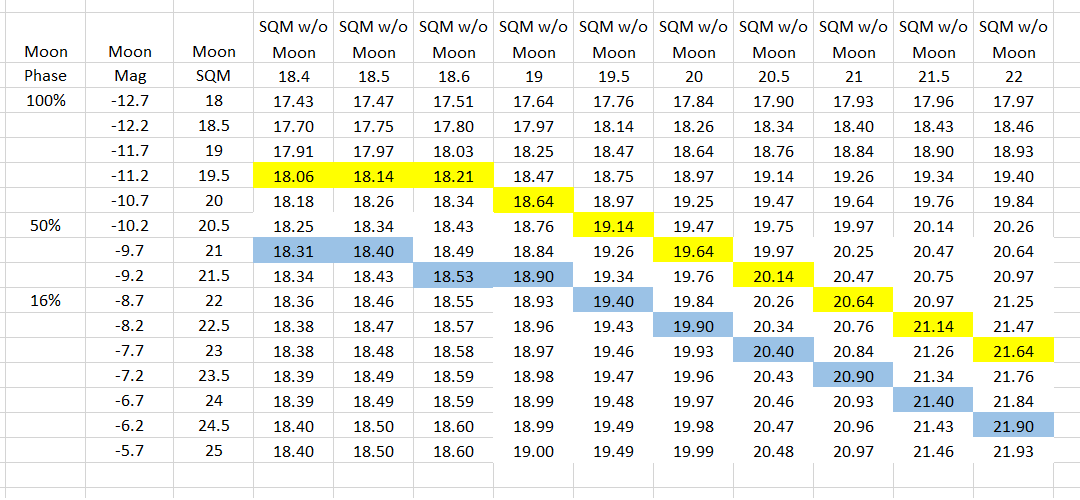 SQM w/o SQM w/o SQM w/o SQM w/o SQM w/o SQM w/o SQM w/o SQM w/o SQM w/o SQM w/o
Moon Moon Moon Moon Moon Moon Moon Moon Moon Moon Moon Moon Moon
Phase Mag SQM 18.4 18.5 18.6 19 19.5 20 20.5 21 21.5 22
100% -12.7 18 17.43 17.47 17.51 17.64 17.76 17.84 17.90 17.93 17.96 17.97
-12.2 18.5 17.70 17.75 17.80 17.97 18.14 18.26 18.34 18.40 18.43 18.46
-11.7 19 17.91 17.97 18.03 18.25 18.47 18.64 18.76 18.84 18.90 18.93
-11.2 19.5 18.06 18.14 18.21 18.47 18.75 18.97 19.14 19.26 19.34 19.40
-10.7 20 18.18 18.26 18.34 18.64 18.97 19.25 19.47 19.64 19.76 19.84
50% -10.2 20.5 18.25 18.34 18.43 18.76 19.14 19.47 19.75 19.97 20.14 20.26
-9.7 21 18.31 18.40 18.49 18.84 19.26 19.64 19.97 20.25 20.47 20.64
-9.2 21.5 18.34 18.43 18.53 18.90 19.34 19.76 20.14 20.47 20.75 20.97
16% -8.7 22 18.36 18.46 18.55 18.93 19.40 19.84 20.26 20.64 20.97 21.25
-8.2 22.5 18.38 18.47 18.57 18.96 19.43 19.90 20.34 20.76 21.14 21.47
-7.7 23 18.38 18.48 18.58 18.97 19.46 19.93 20.40 20.84 21.26 21.64
-7.2 23.5 18.39 18.49 18.59 18.98 19.47 19.96 20.43 20.90 21.34 21.76
-6.7 24 18.39 18.49 18.59 18.99 19.48 19.97 20.46 20.93 21.40 21.84
-6.2 24.5 18.40 18.50 18.60 18.99 19.49 19.98 20.47 20.96 21.43 21.90
-5.7 25 18.40 18.50 18.60 19.00 19.49 19.99 20.48 20.97 21.46 21.93